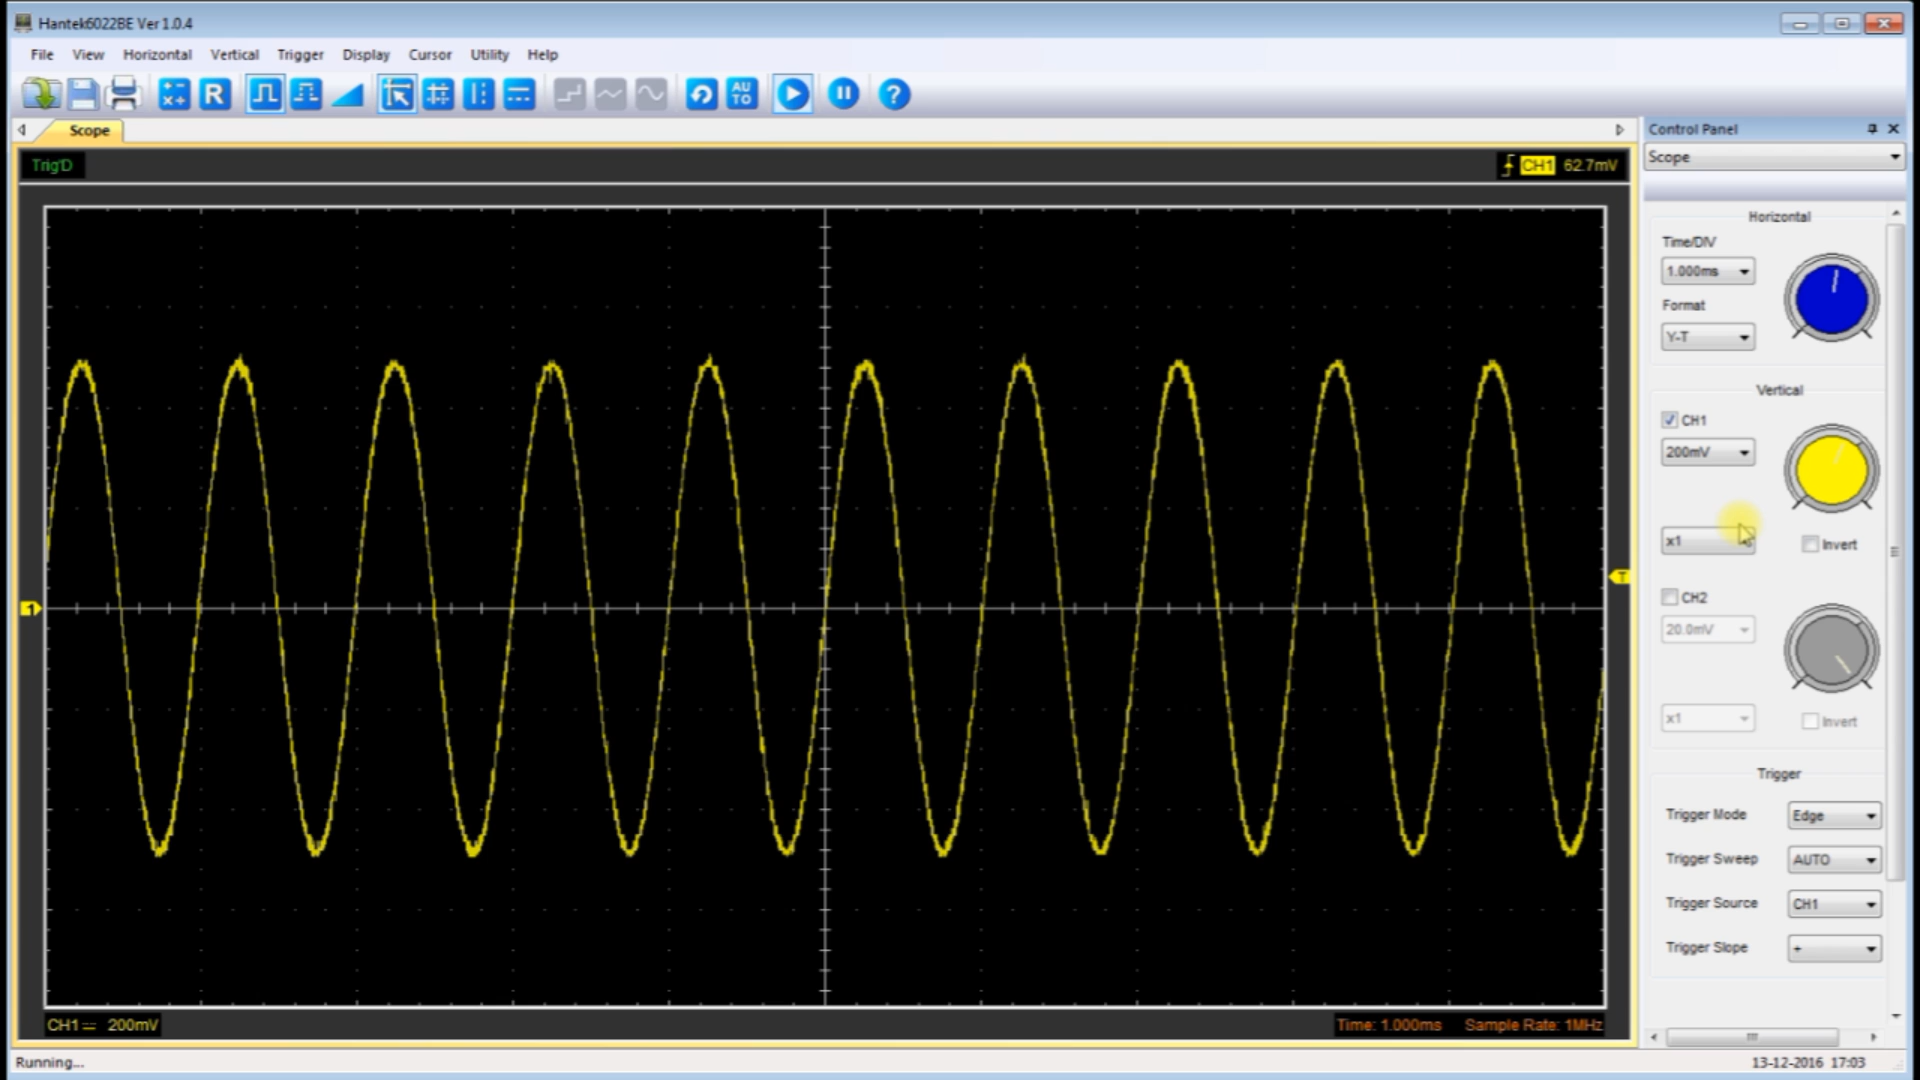 Hantek6022BE Ver 1.0.4
File View Horizontal Vertical Trigger Display Cursor Utility Help
R
AU
TO
?
Scope
Trig'D
CH1 62.7mV
1
T
CH1 200mV
Time: 1.000ms Sample Rate: 1MHz
Control Panel
Scope
Horizontal
Time/DIV
1.000ms
Format
Y-T
Vertical
CH1
200mV
x1
Invert
CH2
20.0mV
x1
Invert
Trigger
Trigger Mode Edge
Trigger Sweep AUTO
Trigger Source CH1
Trigger Slope +
Running...
13-12-2016 17:03